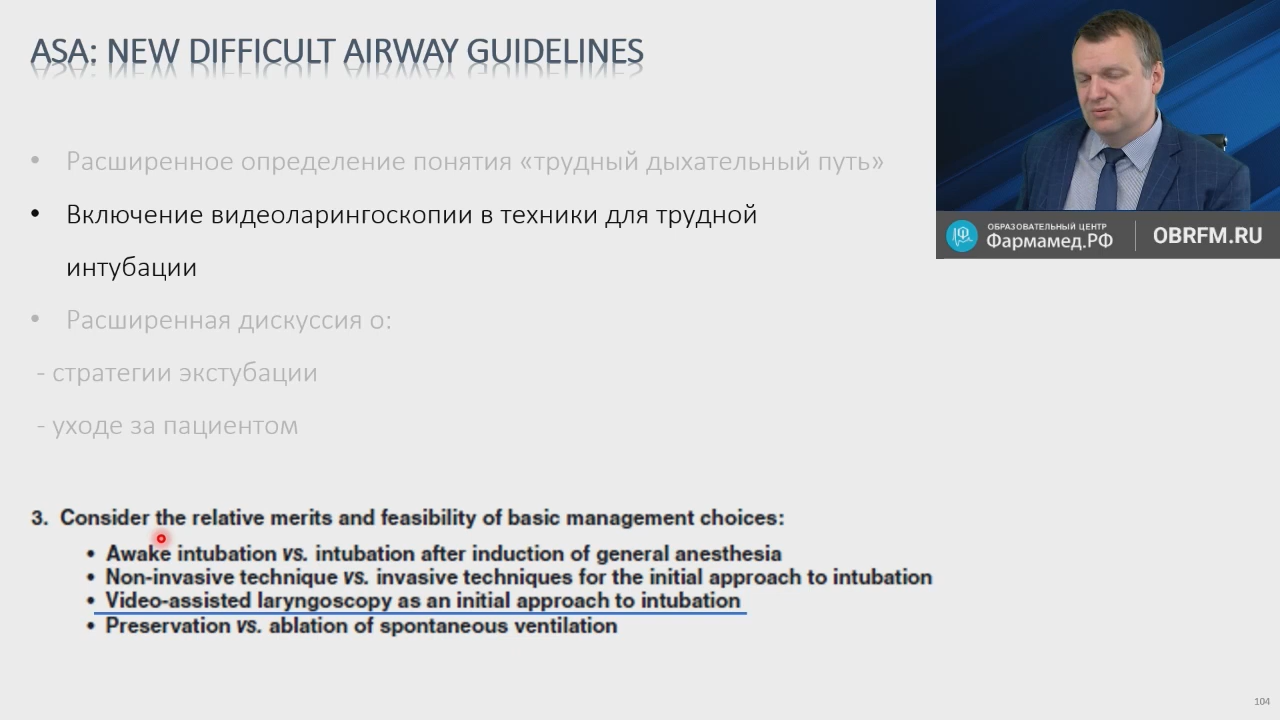 ASA: NEW DIFFICULT AIRWAY GUIDELINES
• Расширенное определение понятия «трудный дыхательный путь»
• Включение видеоларингоскопии в техники для трудной
интубации
• Расширенная дискуссия о:
- стратегии экстубации
- уходе за пациентом
3. Consider the relative merits and feasibility of basic management choices:
• Awake intubation vs. intubation after induction of general anesthesia
• Non-invasive technique vs. invasive techniques for the initial approach to intubation
• Video-assisted laryngoscopy as an initial approach to intubation
• Preservation vs. ablation of spontaneous ventilation
ОБРАЗОВАТЕЛЬНЫЙ ЦЕНТР
Фармамед.РФ
OBRFM.RU
104